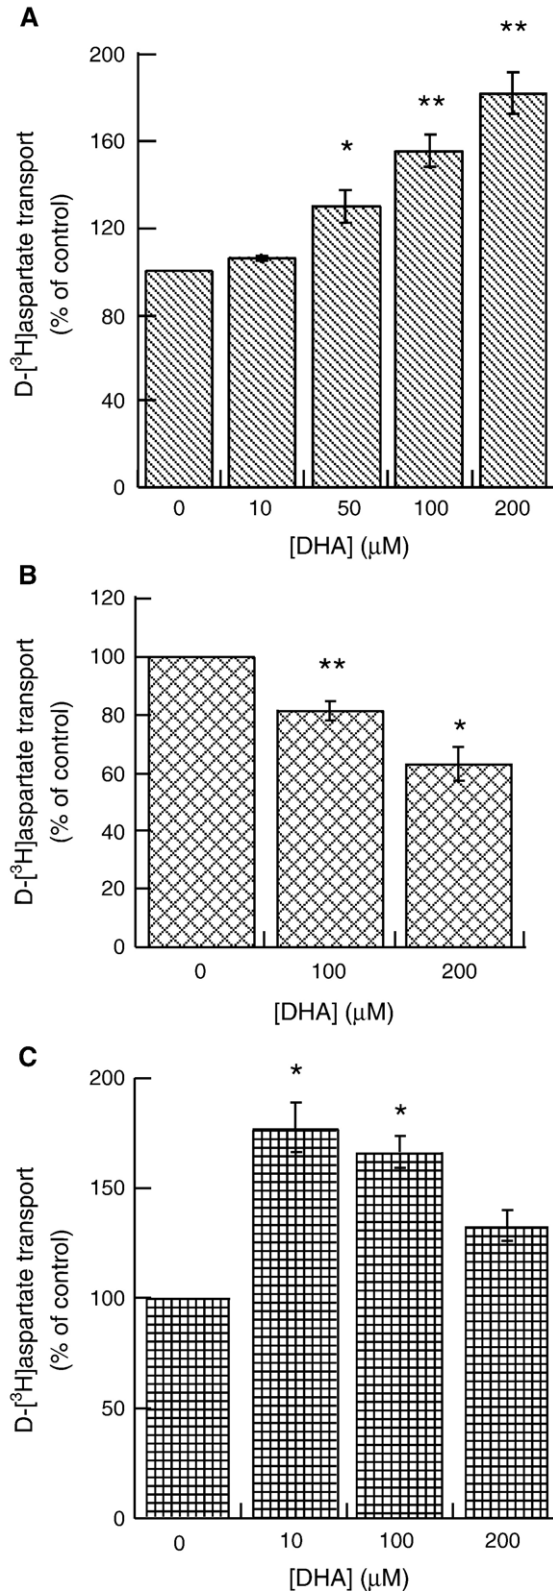 A
**
200
**
160
*
120
80
40
0
D-[³H]aspartate transport
(% of control)
0 10 50 100 200
[DHA] (µM)
B
120
100
**
80
*
60
40
20
0
D-[³H]aspartate transport
(% of control)
0 100 200
[DHA] (µM)
C
200
*
*
150
100
50
0
D-[³H]aspartate transport
(% of control)
0 10 100 200
[DHA] (µM)